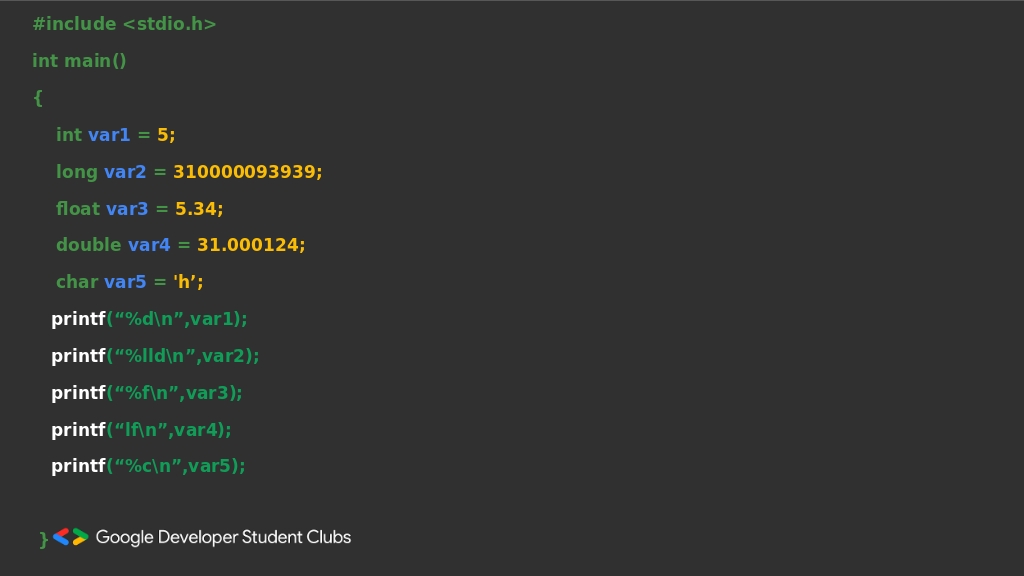 #include <stdio.h>
int main()
{
int var1 = 5;
long var2 = 310000093939;
float var3 = 5.34;
double var4 = 31.000124;
char var5 = 'h’;
printf(“%d\n”,var1);
printf(“%lld\n”,var2);
printf(“%f\n”,var3);
printf(“lf\n”,var4);
printf(“%c\n”,var5);
} Google Developer Student Clubs